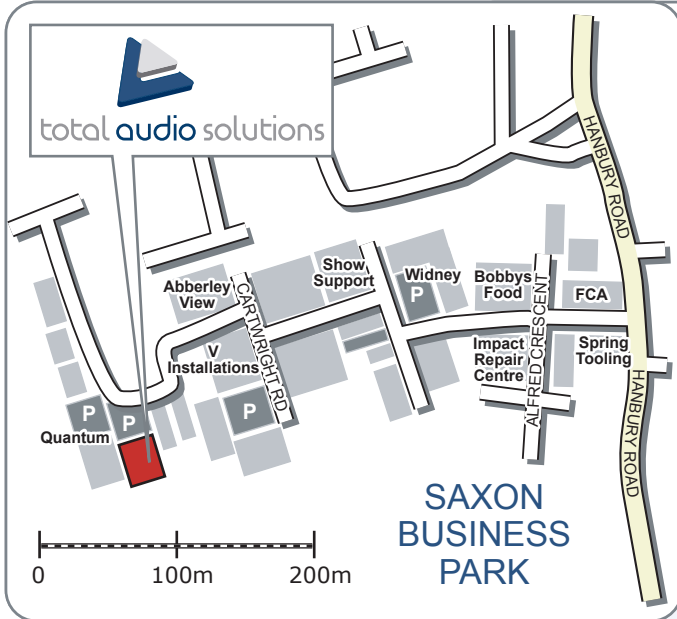 total audio solutions
HANBURY ROAD
Abberley
View
CARTWRIGHT RD
Show
Support
Widney
P
Bobbys
Food
ALFRED CRESCENT
FCA
V
Installations
Impact
Repair
Centre
Spring
Tooling
HANBURY ROAD
P
P
P
Quantum
SAXON
BUSINESS
PARK
0
100m
200m